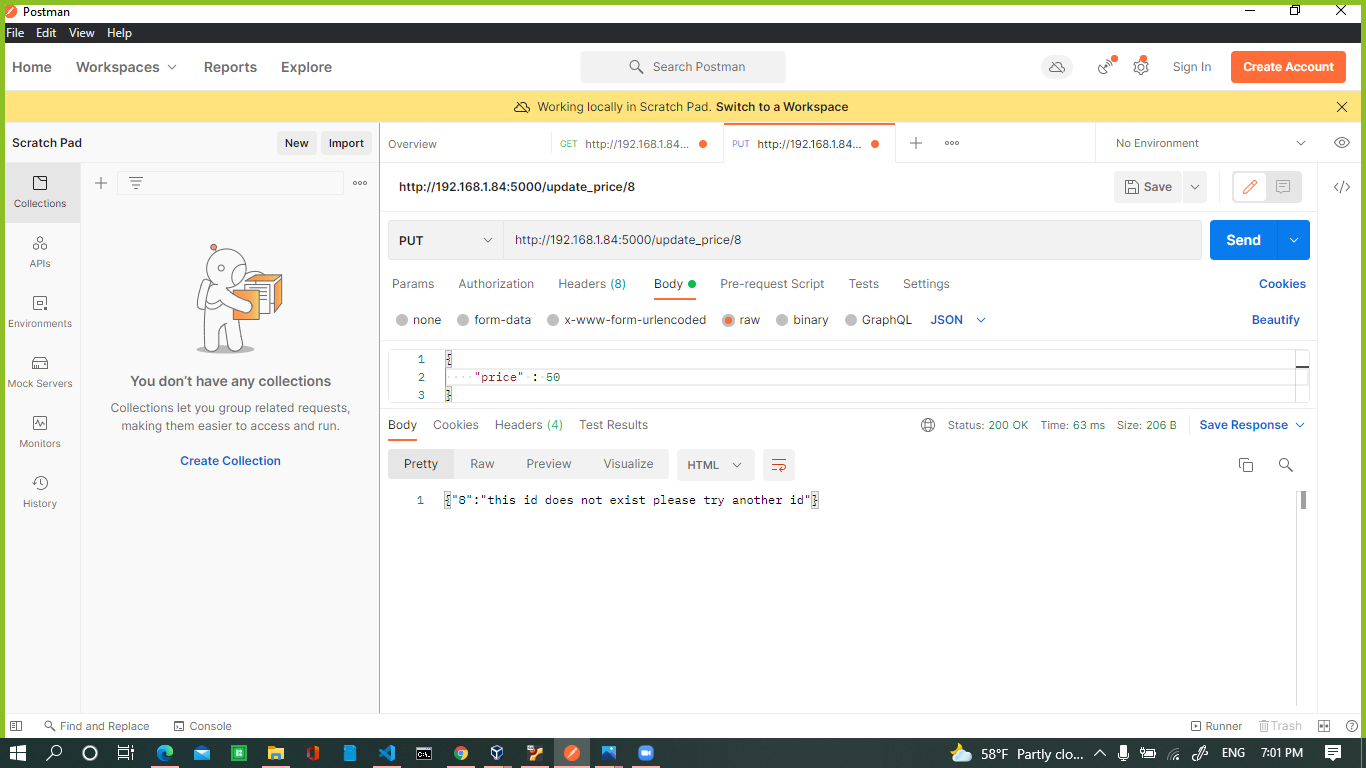 Postman
File Edit View Help
Home Workspaces Reports Explore Search Postman Sign In Create Account
Working locally in Scratch Pad. Switch to a Workspace
Scratch Pad New Import
Overview GET http://192.168.1.84... PUT http://192.168.1.84... No Environment
http://192.168.1.84:5000/update_price/8 Save
PUT http://192.168.1.84:5000/update_price/8 Send
Params Authorization Headers (8) Body Pre-request Script Tests Settings Cookies
none form-data x-www-form-urlencoded raw binary GraphQL JSON Beautify
1 {
2 "price" : 50
3 }
Body Cookies Headers (4) Test Results Status: 200 OK Time: 63 ms Size: 206 B Save Response
Pretty Raw Preview Visualize HTML
1 {"8":"this id does not exist please try another id"}
Collections
APIs
Environments
Mock Servers
Monitors
History
You don't have any collections
Collections let you group related requests,
making them easier to access and run.
Create Collection
Find and Replace Console Runner Trash
58°F Partly clo... ENG 7:01 PM